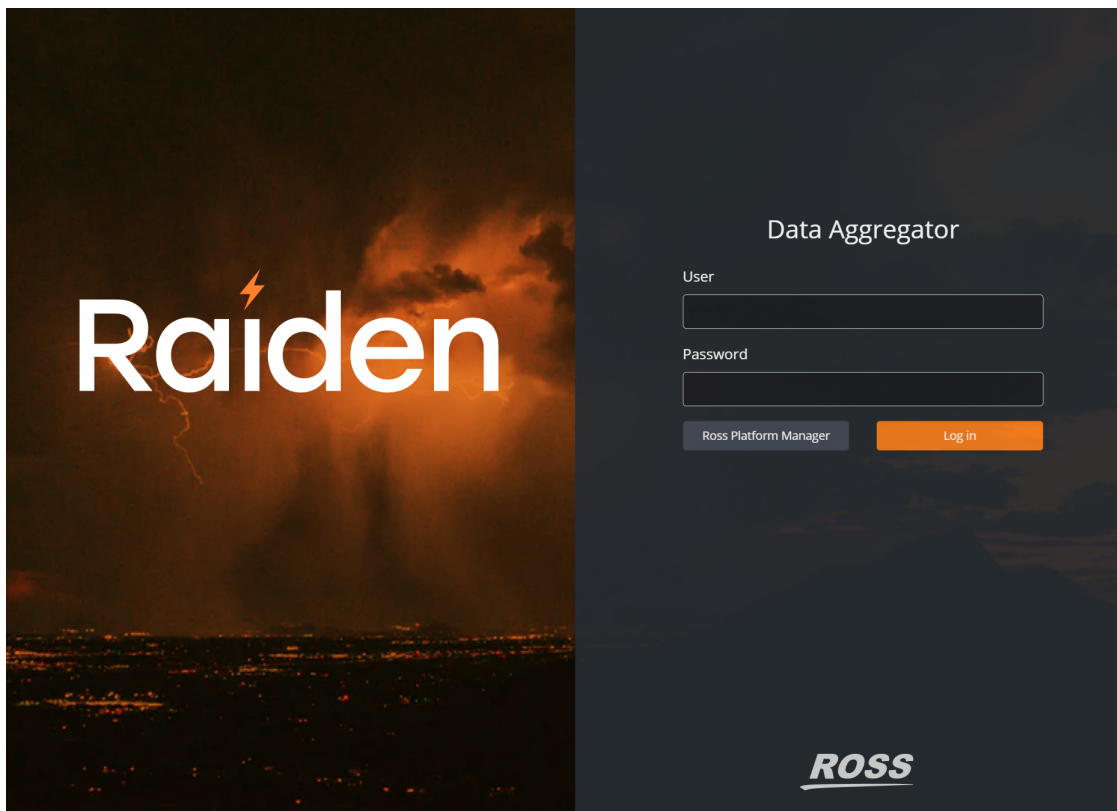 Raiden
Data Aggregator
User
Password
Ross Platform Manager
Log in
ROSS